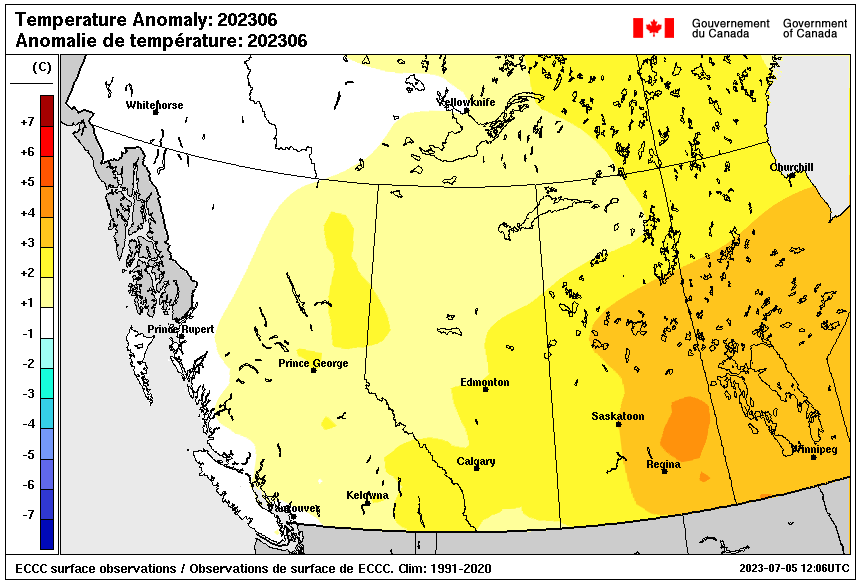 Temperature Anomaly: 202306
Anomalie de température: 202306
Gouvernement du Canada
Government of Canada
(C)
+7
+6
+5
+4
+3
+2
+1
-1
-2
-3
-4
-5
-6
-7
Whitehorse
Yellowknife
Churchill
Prince Rupert
Prince George
Edmonton
Saskatoon
Winnipeg
Calgary
Regina
Kelowna
Vancouver
ECCC surface observations / Observations de surface de ECCC. Clim: 1991-2020
2023-07-05 12:06UTC